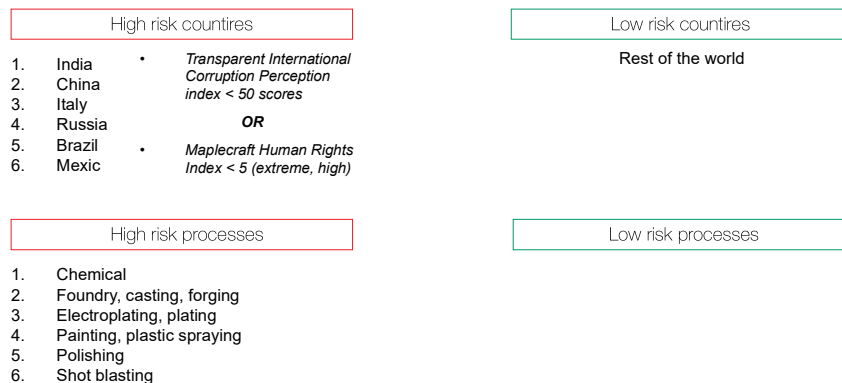 High risk countires
1. India
2. China
3. Italy
4. Russia
5. Brazil
6. Mexic
• Transparent International
Corruption Perception
index < 50 scores
OR
• Maplecraft Human Rights
Index < 5 (extreme, high)
Low risk countires
Rest of the world
High risk processes
1. Chemical
2. Foundry, casting, forging
3. Electroplating, plating
4. Painting, plastic spraying
5. Polishing
6. Shot blasting
Low risk processes